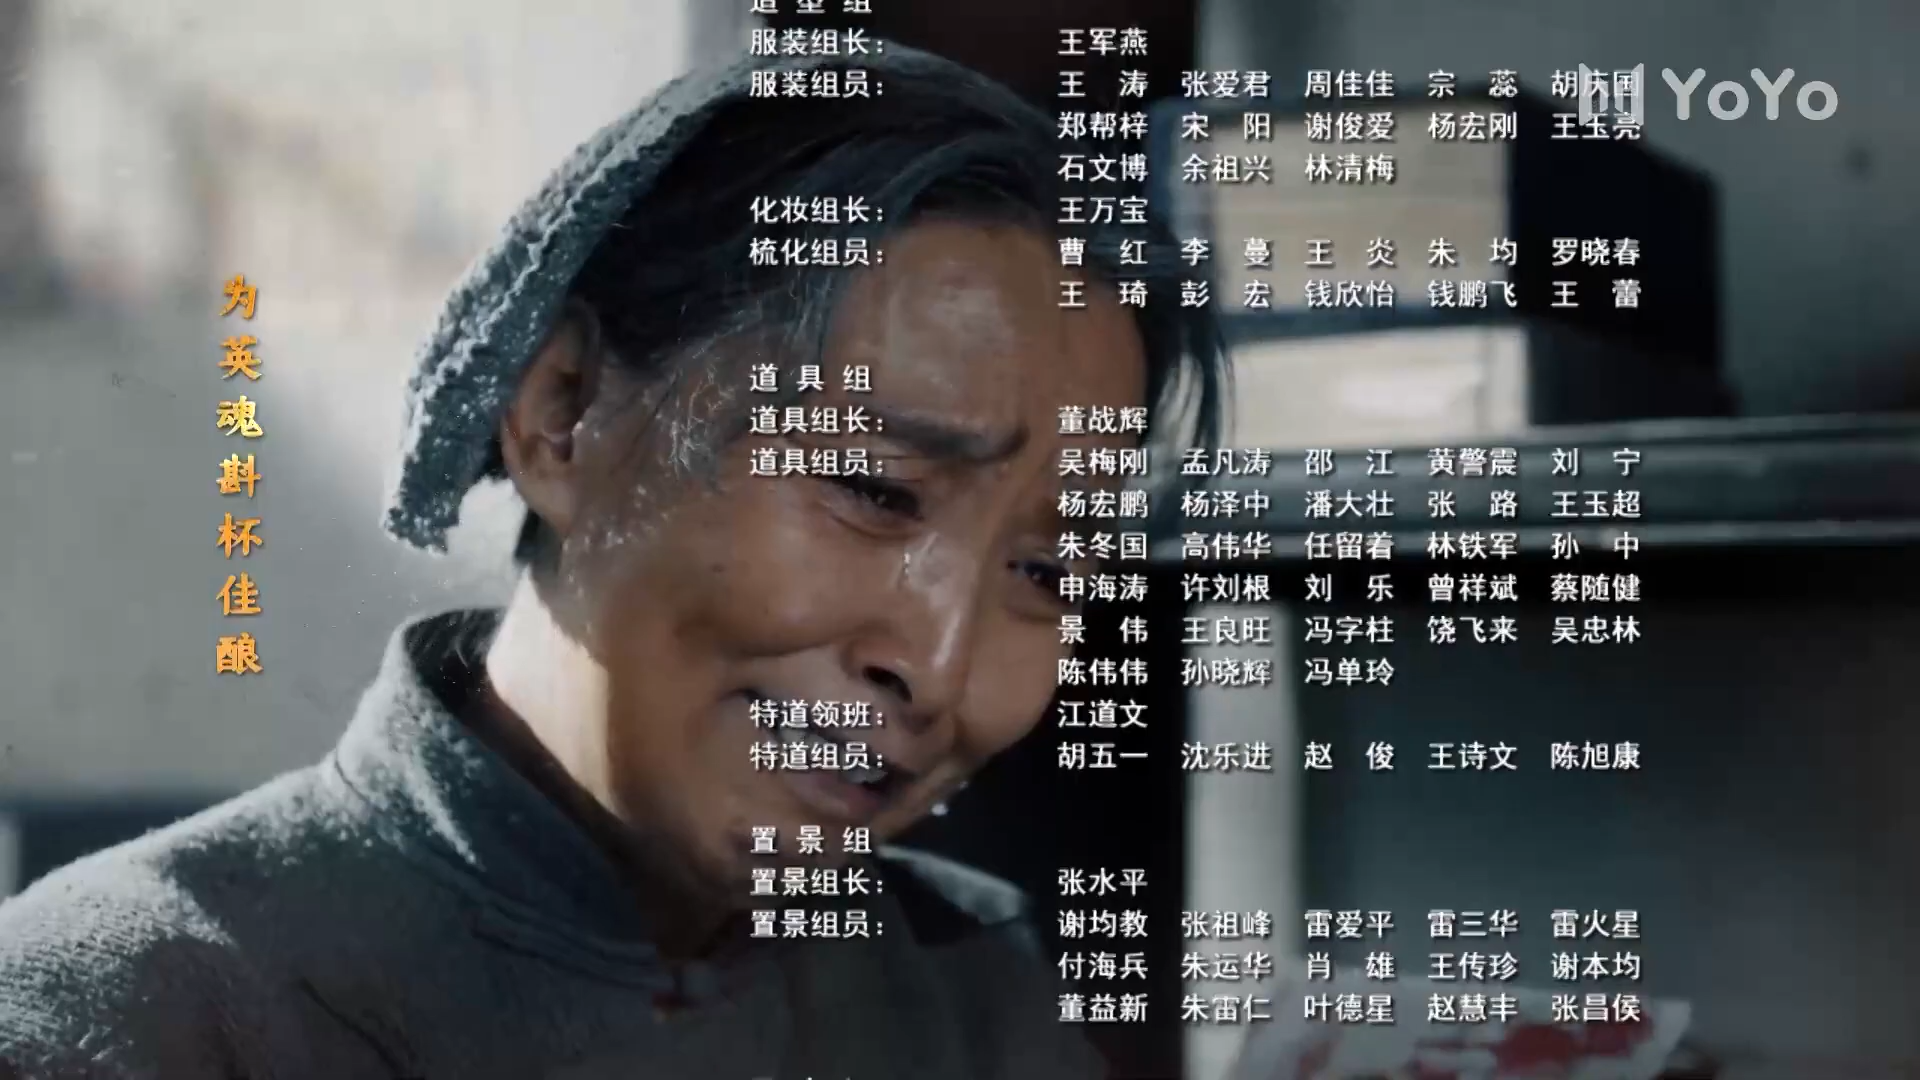 造型组
服装组长： 王军燕
服装组员： 王涛 张爱君 周佳佳 宗蕊 胡庆国
郑帮梓 宋阳 谢俊爱 杨宏刚 王玉亮
石文博 余祖兴 林清梅
化妆组长： 王万宝
梳化组员： 曹红 李蔓 王炎 朱均 罗晓春
王琦 彭宏 钱欣怡 钱鹏飞 王蕾
道具组
道具组长： 董战辉
道具组员： 吴梅刚 孟凡涛 邵江 黄警震 刘宁
杨宏鹏 杨泽中 潘大壮 张路 王玉超
朱冬国 高伟华 任留着 林铁军 孙中
申海涛 许刘根 刘乐 曾祥斌 蔡随健
景伟 王良旺 冯字柱 饶飞来 吴忠林
陈伟伟 孙晓辉 冯单玲
特道领班： 江道文
特道组员： 胡五一 沈乐进 赵俊 王诗文 陈旭康
置景组
置景组长： 张水平
置景组员： 谢均教 张祖峰 雷爱平 雷三华 雷火星
付海兵 朱运华 肖雄 王传珍 谢本均
董益新 朱雷仁 叶德星 赵慧丰 张昌侯
为英魂斟杯佳酿
YoYo